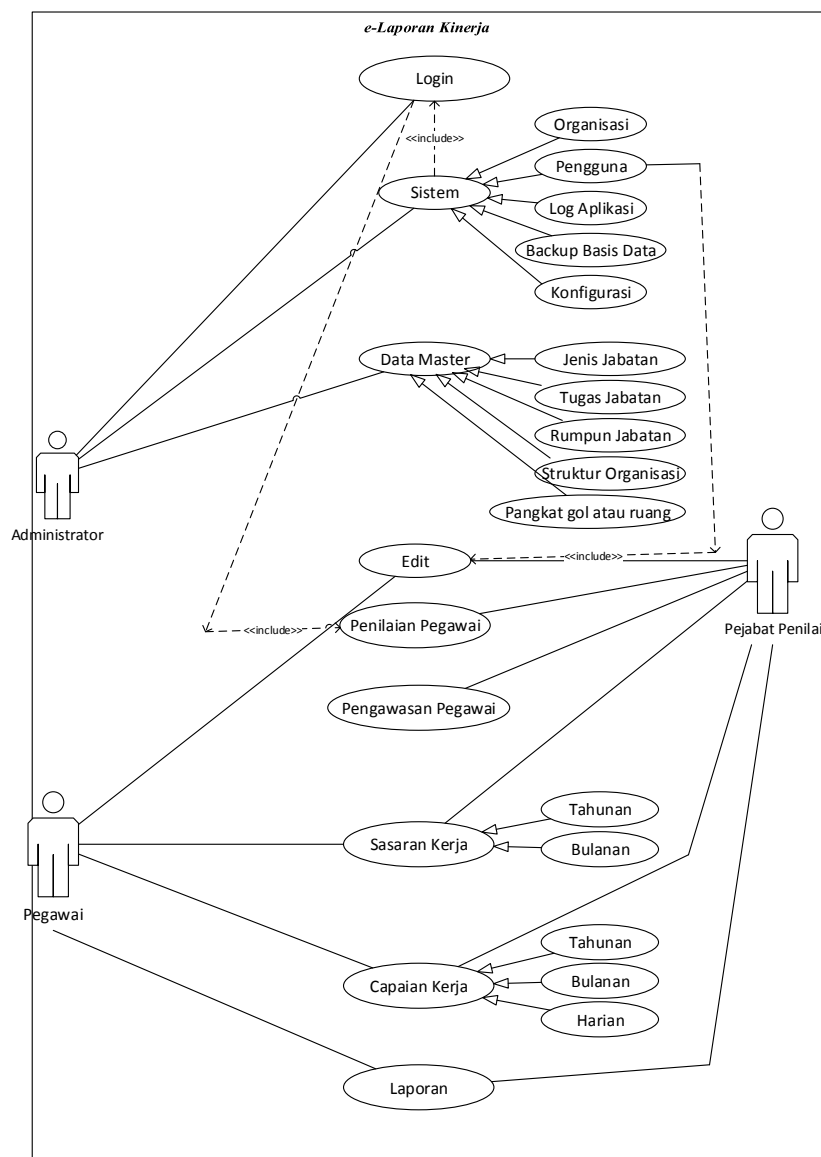 e-Laporan Kinerja
Login
<<include>>
Organisasi
Pengguna
Sistem
Log Aplikasi
Backup Basis Data
Konfigurasi
Data Master
Jenis Jabatan
Tugas Jabatan
Rumpun Jabatan
Struktur Organisasi
Pangkat gol atau ruang
Administrator
Edit
<<include>>
<<include>>
Penilaian Pegawai
Pejabat Penilai
Pengawasan Pegawai
Tahunan
Sasaran Kerja
Bulanan
Pegawai
Tahunan
Capaian Kerja
Bulanan
Harian
Laporan